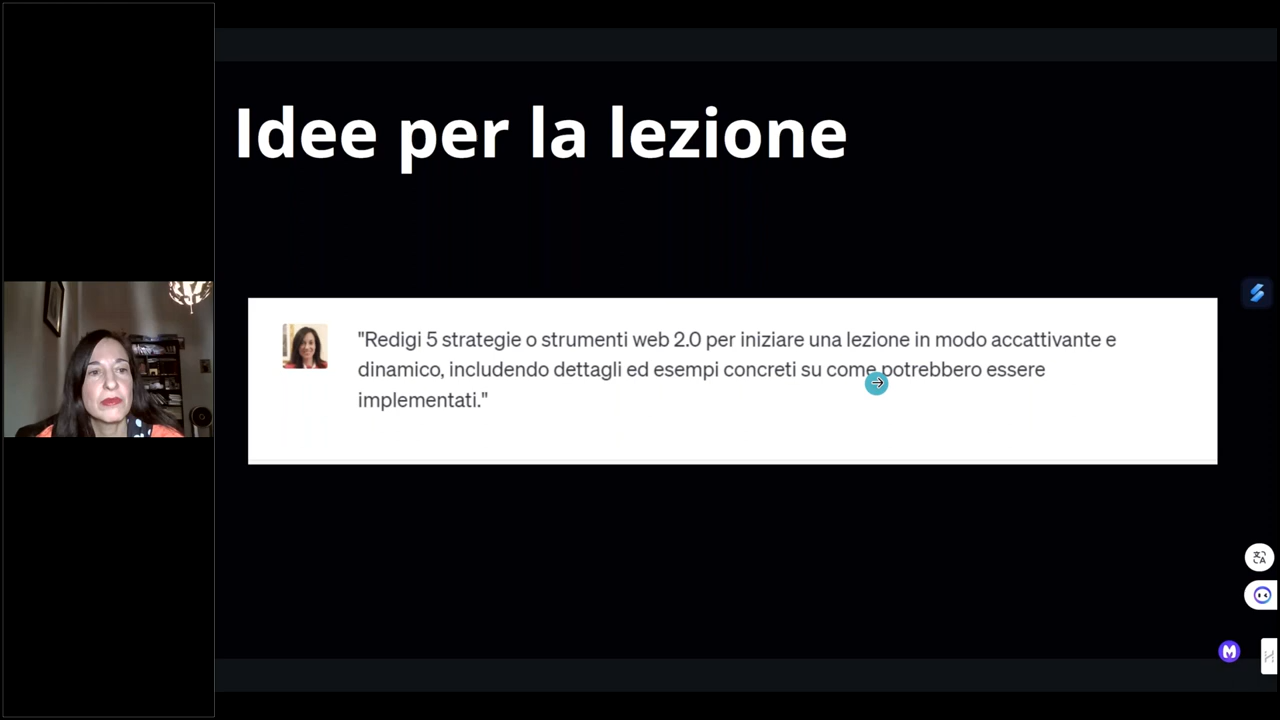 Idee per la lezione
"Redigi 5 strategie o strumenti web 2.0 per iniziare una lezione in modo accattivante e
dinamico, includendo dettagli ed esempi concreti su come potrebbero essere
implementati."